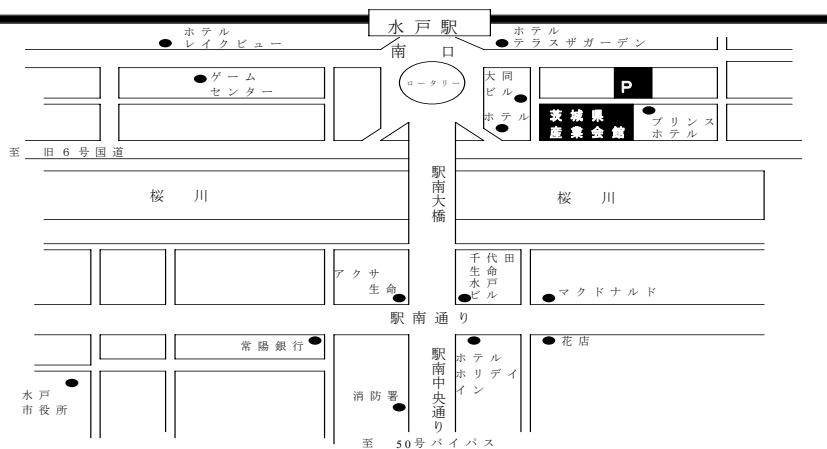 水戸駅
南口
ロータリー
ホテル
レイクビュー
ホテル
テラスザガーデン
ゲーム
センター
大同
ビル
ホテル
P
茨城県
産業会館
プリンス
ホテル
至 旧6号国道
桜川
駅南大橋
桜川
アクサ
生命
千代田
生命
水戸
ビル
マクドナルド
駅南通り
常陽銀行
駅南中央通り
ホテル
ホリデイ
イン
花店
水戸
市役所
消防署
至 50号バイパス